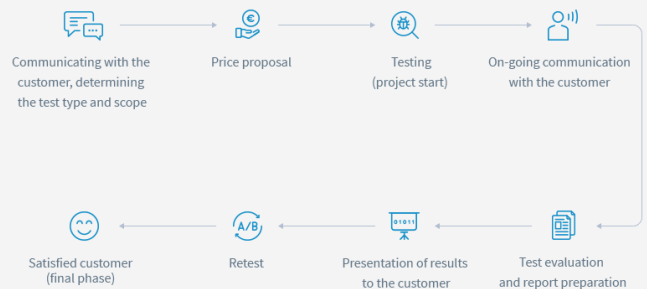 Communicating with the
customer, determining
the test type and scope
€
Price proposal
Testing
(project start)
On-going communication
with the customer
Test evaluation
and report preparation
01011
Presentation of results
to the customer
A/B
Retest
Satisfied customer
(final phase)